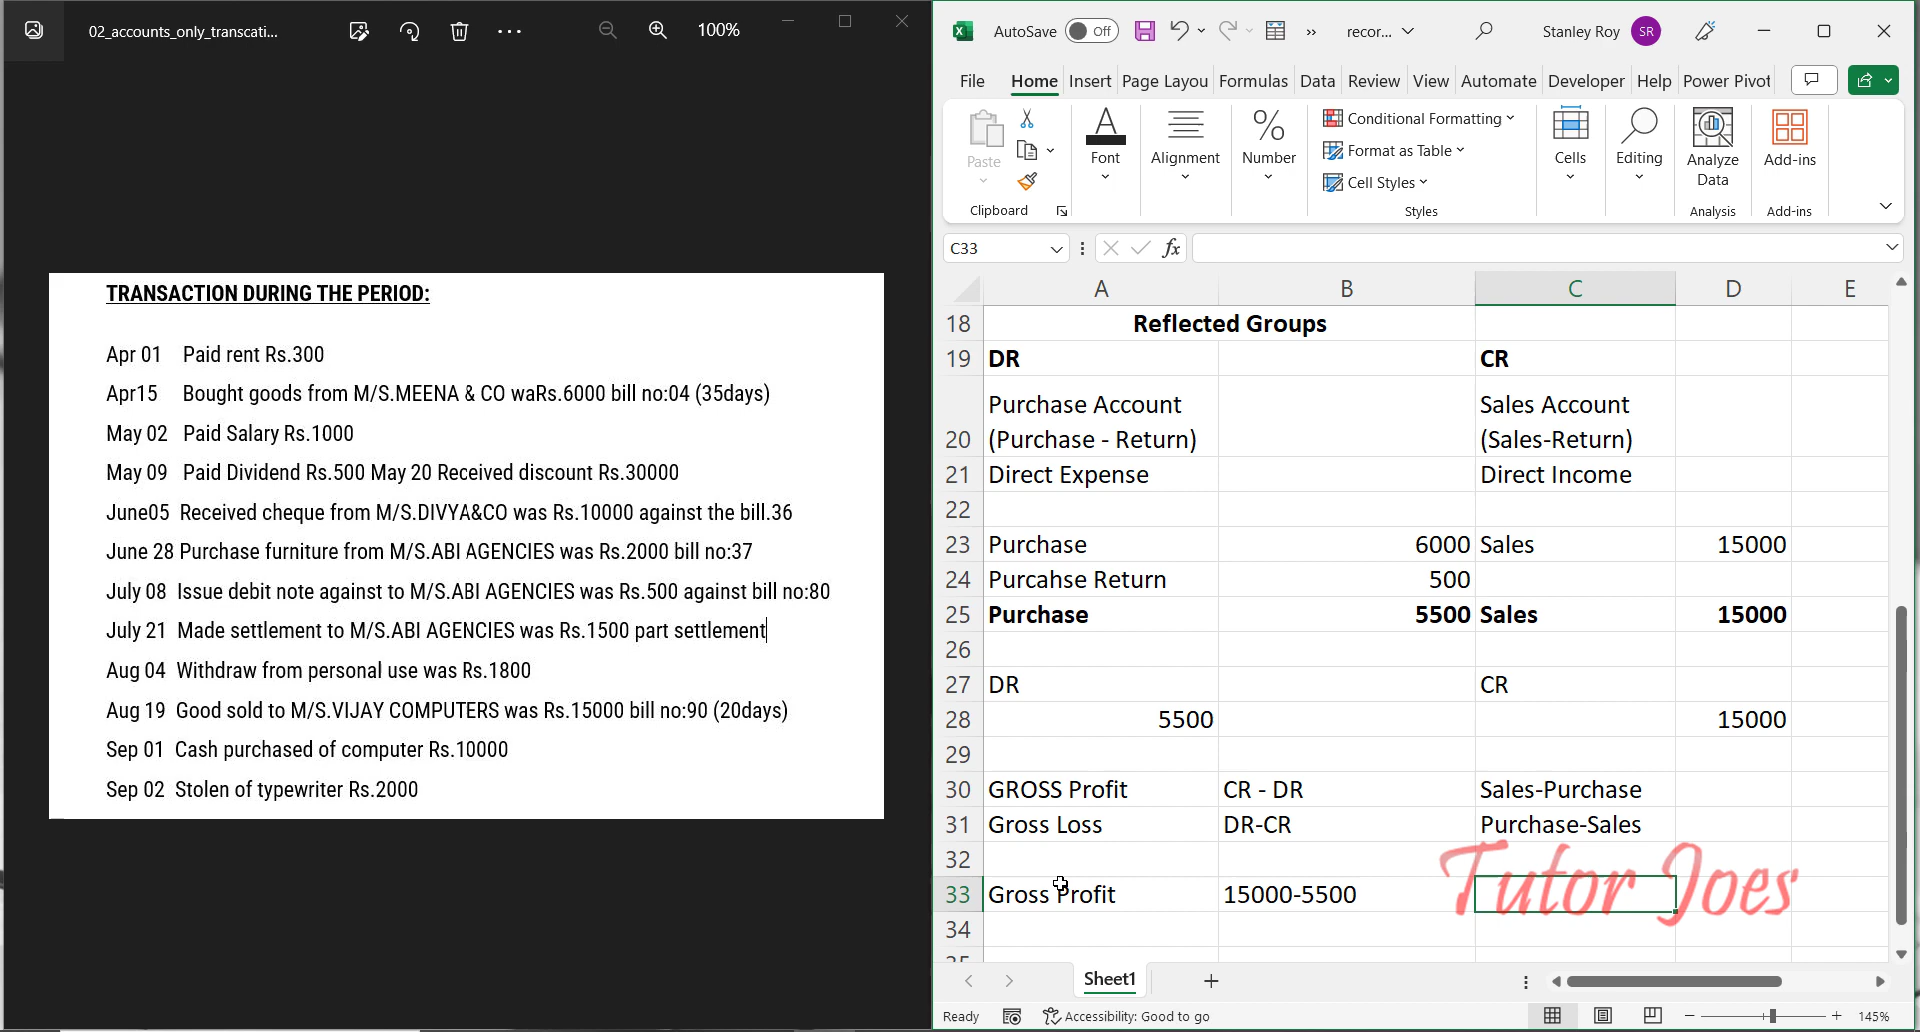 02_accounts_only_transcati...
100%
TRANSACTION DURING THE PERIOD:
Apr 01 Paid rent Rs.300
Apr15 Bought goods from M/S.MEENA & CO waRs.6000 bill no:04 (35days)
May 02 Paid Salary Rs.1000
May 09 Paid Dividend Rs.500 May 20 Received discount Rs.30000
June05 Received cheque from M/S.DIVYA&CO was Rs.10000 against the bill.36
June 28 Purchase furniture from M/S.ABI AGENCIES was Rs.2000 bill no:37
July 08 Issue debit note against to M/S.ABI AGENCIES was Rs.500 against bill no:80
July 21 Made settlement to M/S.ABI AGENCIES was Rs.1500 part settlement
Aug 04 Withdraw from personal use was Rs.1800
Aug 19 Good sold to M/S.VIJAY COMPUTERS was Rs.15000 bill no:90 (20days)
Sep 01 Cash purchased of computer Rs.10000
Sep 02 Stolen of typewriter Rs.2000
AutoSave Off recor... Stanley Roy SR
File Home Insert Page Layou Formulas Data Review View Automate Developer Help Power Pivot
Paste Font Alignment Number Conditional Formatting Format as Table Cell Styles Cells Editing Analyze Data Add-ins
Clipboard Styles Analysis Add-ins
C33 fx
A B C D E
18 Reflected Groups
19 DR CR
Purchase Account Sales Account
20 (Purchase - Return) (Sales-Return)
21 Direct Expense Direct Income
22
23 Purchase 6000 Sales 15000
24 Purcahse Return 500
25 Purchase 5500 Sales 15000
26
27 DR CR
28 5500 15000
29
30 GROSS Profit CR - DR Sales-Purchase
31 Gross Loss DR-CR Purchase-Sales
32
33 Gross Profit 15000-5500
34
35
Tutor Joes
Sheet1
Ready Accessibility: Good to go 145%